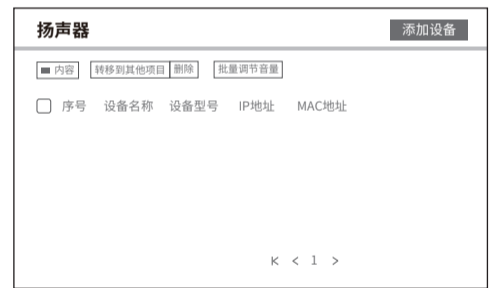 扬声器 添加设备
内容 转移到其他项目 删除 批量调节音量
序号 设备名称 设备型号 IP地址 MAC地址
K < 1 >